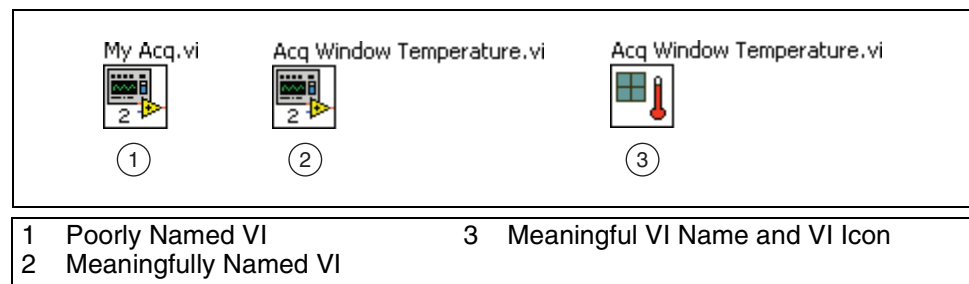 My Acq.vi Acq Window Temperature.vi Acq Window Temperature.vi
2 2
1 2 3
1 Poorly Named VI 3 Meaningful VI Name and VI Icon
2 Meaningfully Named VI